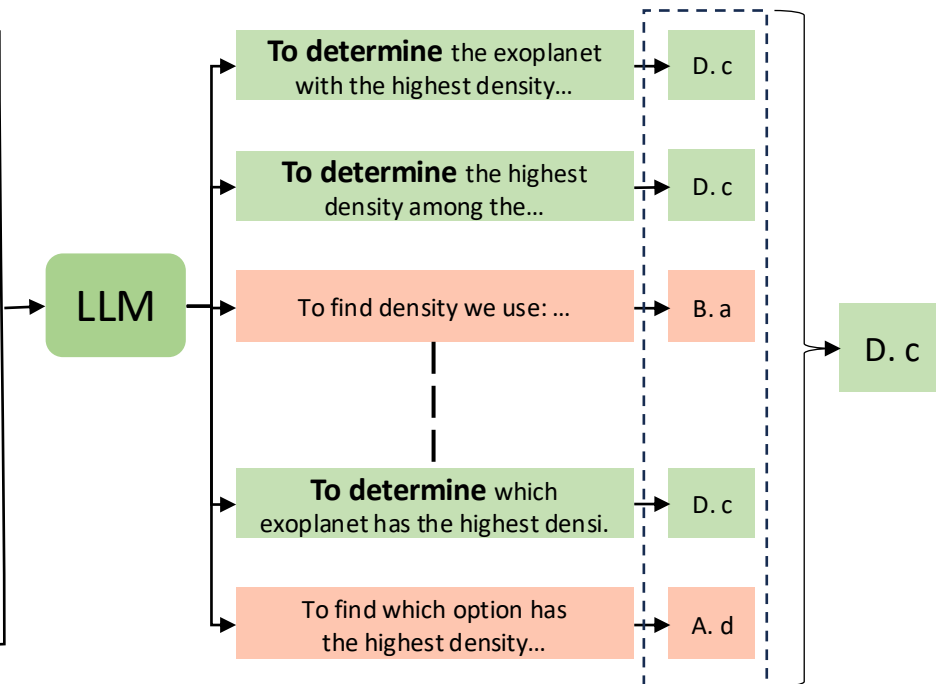 To determine the exoplanet
with the highest density...
D. c
To determine the highest
density among the...
D. c
LLM
To find density we use: ...
B. a
D. c
To determine which
exoplanet has the highest densi.
D. c
To find which option has
the highest density...
A. d